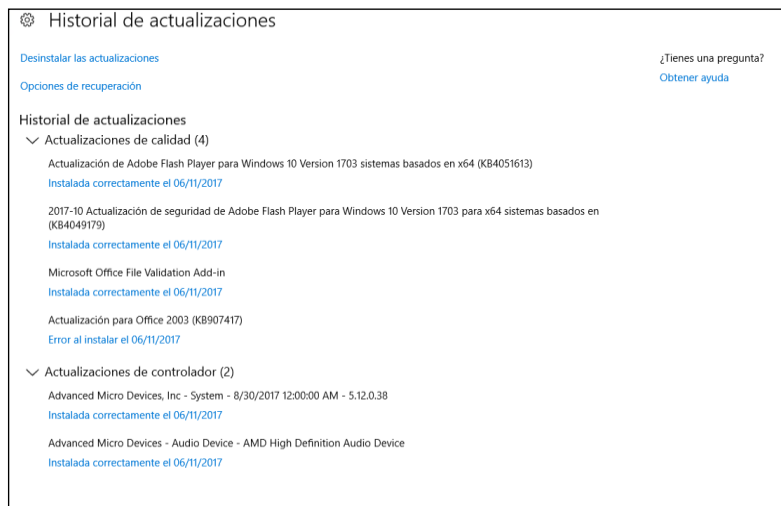 Historial de actualizaciones
Desinstalar las actualizaciones
¿Tienes una pregunta?
Opciones de recuperación
Obtener ayuda
Historial de actualizaciones
Actualizaciones de calidad (4)
Actualización de Adobe Flash Player para Windows 10 Version 1703 sistemas basados en x64 (KB4051613)
Instalada correctamente el 06/11/2017
2017-10 Actualización de seguridad de Adobe Flash Player para Windows 10 Version 1703 para x64 sistemas basados en
(KB4049179)
Instalada correctamente el 06/11/2017
Microsoft Office File Validation Add-in
Instalada correctamente el 06/11/2017
Actualización para Office 2003 (KB907417)
Error al instalar el 06/11/2017
Actualizaciones de controlador (2)
Advanced Micro Devices, Inc - System - 8/30/2017 12:00:00 AM - 5.12.0.38
Instalada correctamente el 06/11/2017
Advanced Micro Devices - Audio Device - AMD High Definition Audio Device
Instalada correctamente el 06/11/2017